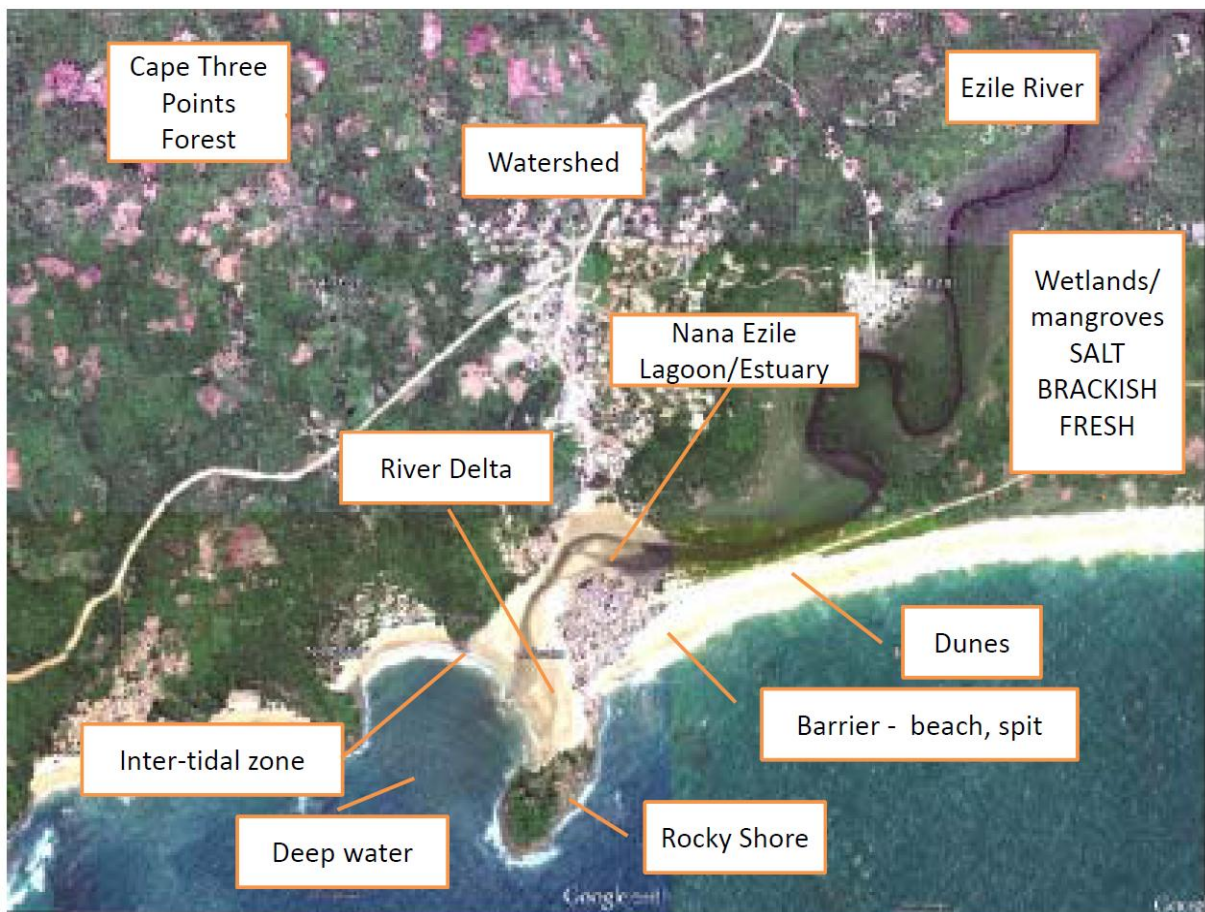 Cape Three
Points
Forest
Ezile River
Watershed
Wetlands/
mangroves
SALT
BRACKISH
FRESH
Nana Ezile
Lagoon/Estuary
River Delta
Dunes
Barrier - beach, spit
Inter-tidal zone
Rocky Shore
Deep water
Google
Goog